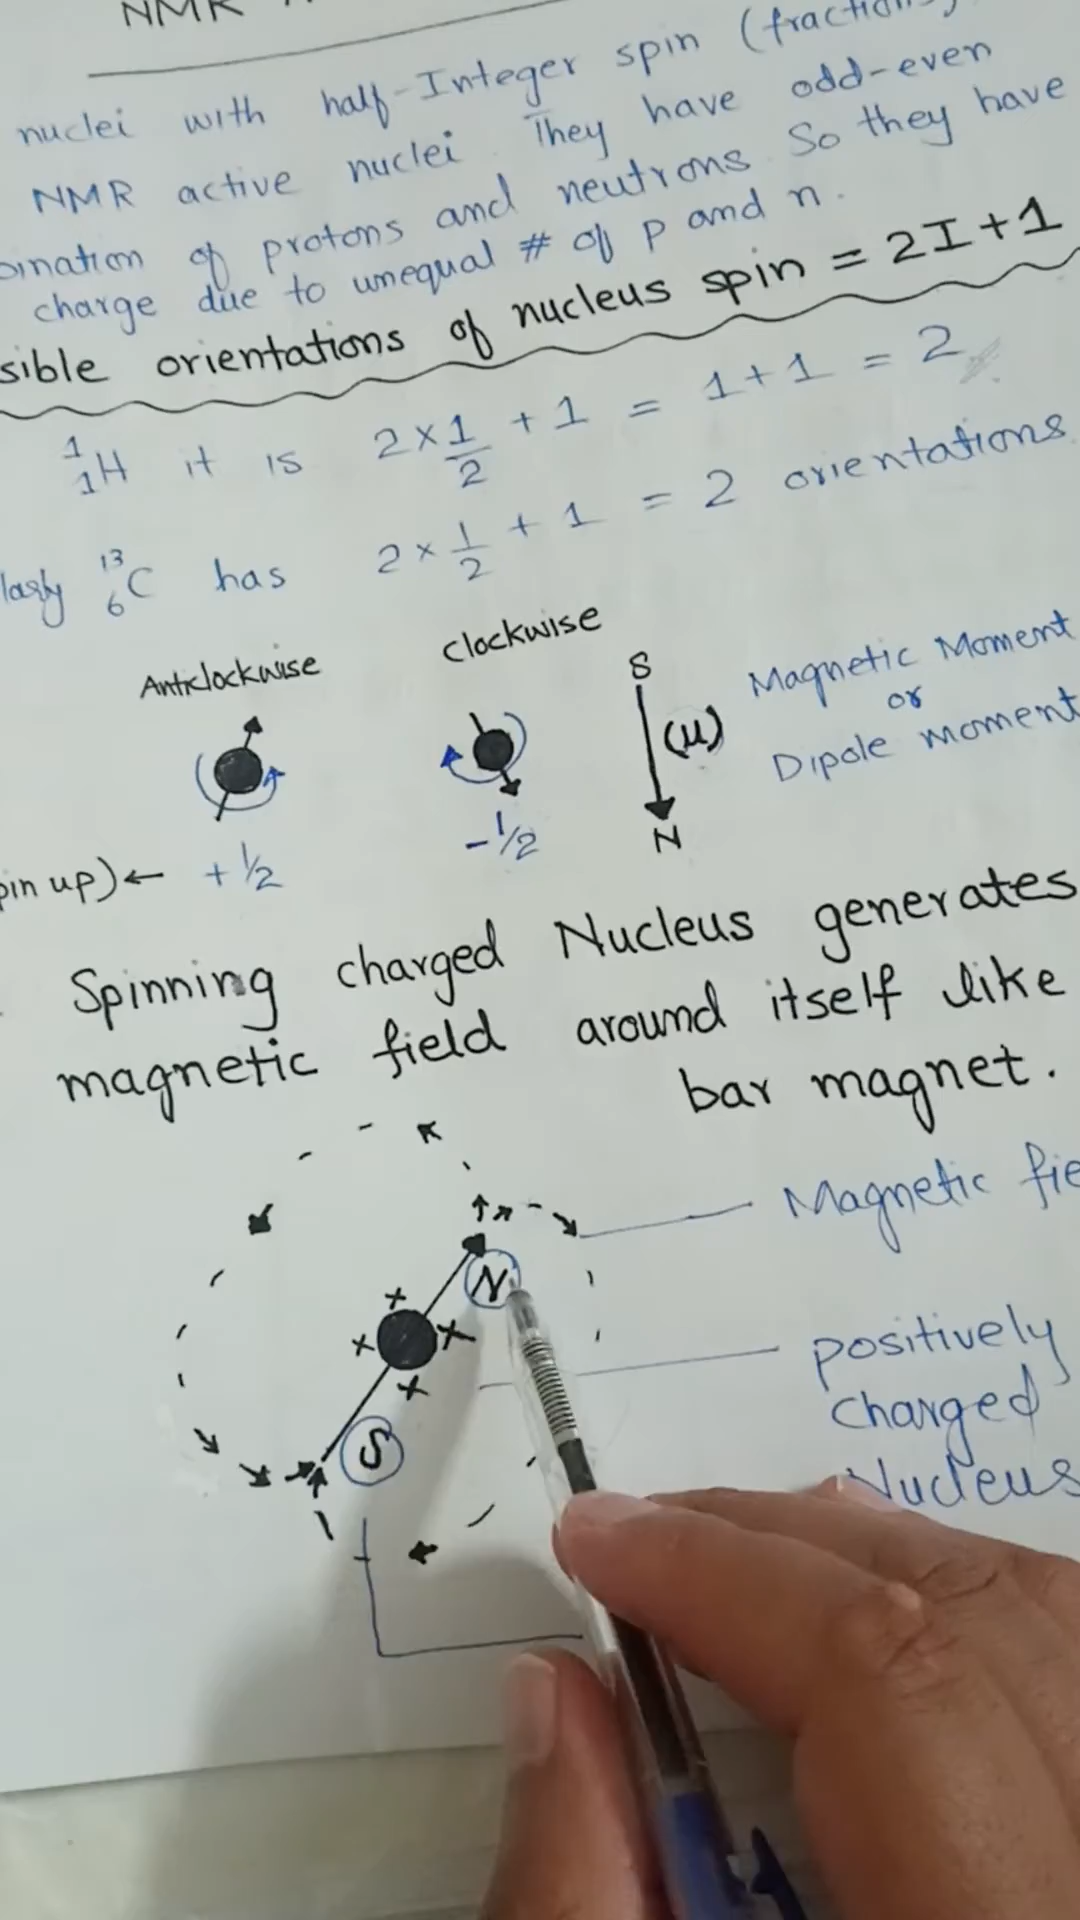 NMR
nuclei with half-Integer spin (fraction
NMR active nuclei. They have odd-even
bination of protons and neutrons So they have
charge due to unequal # of p and n.
sible orientations of nucleus spin = 2I+1
1 1H it is 2×1/2 + 1 = 1+1 = 2
larly 13 6C has 2×1/2 + 1 = 2 orientations
Anticlockwise
Clockwise
S
(μ)
N
Magnetic Moment
or
Dipole moment
pin up) ← +1/2
-1/2
Spinning charged Nucleus generates
magnetic field around itself like
bar magnet.
Magnetic fie
N
+ + + +
S
positively
charged
Nucleus